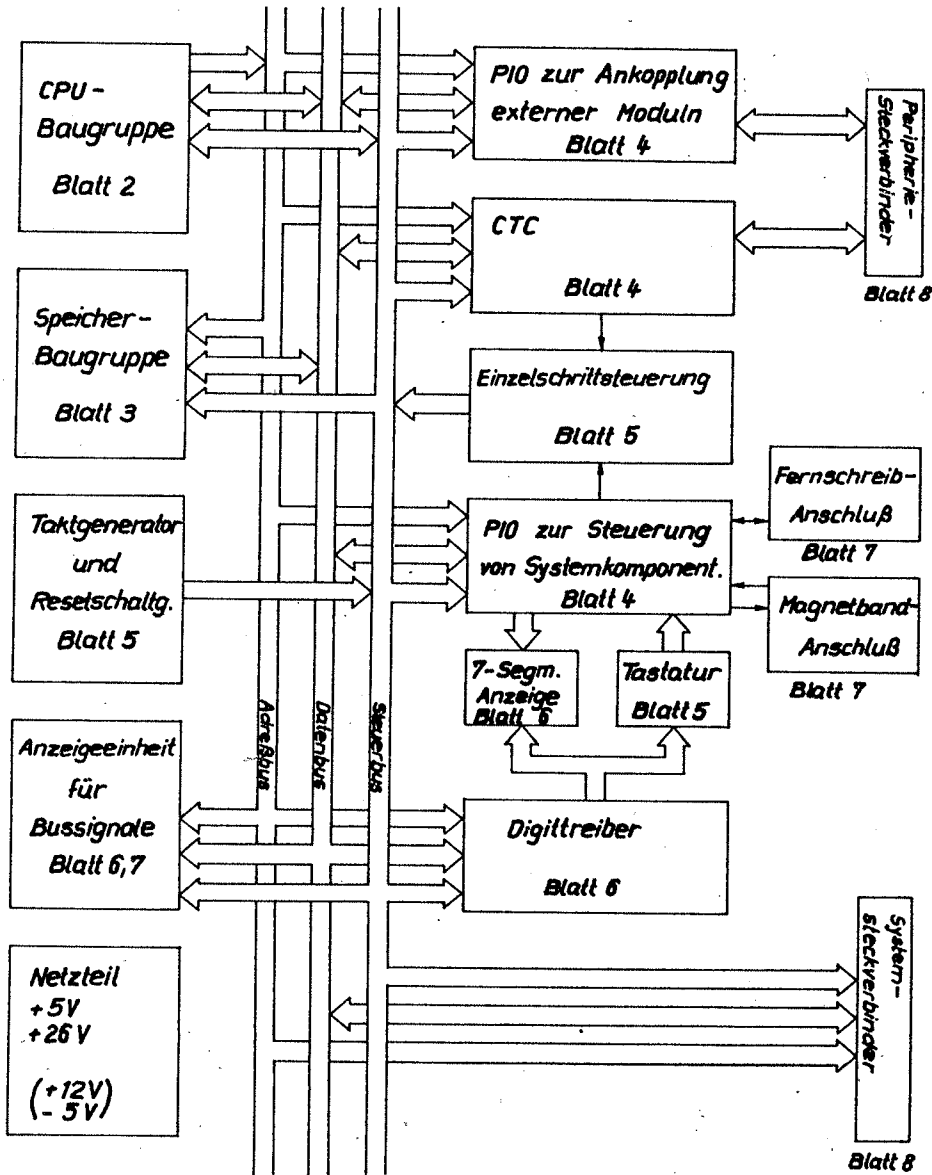 CPU-
Baugruppe
Blatt 2
PIO zur Ankopplung
externer Moduln
Blatt 4
Peripherie-
Steckverbinder
Blatt 8
CTC
Blatt 4
Speicher-
Baugruppe
Blatt 3
Einzelschrittsteuerung
Blatt 5
Taktgenerator
und
Resetschaltg.
Blatt 5
PIO zur Steuerung
von Systemkomponent.
Blatt 4
Fernschreib-
Anschluß
Blatt 7
Magnetband-
Anschluß
Blatt 7
7-Segm.
Anzeige
Blatt 6
Tastatur
Blatt 5
Adreßbus
Datenbus
Steuerbus
Anzeigeeinheit
für
Bussignale
Blatt 6,7
Digittreiber
Blatt 6
Netzteil
+5V
+26V
(+12V)
(- 5V)
System-
steckverbinder
Blatt 8